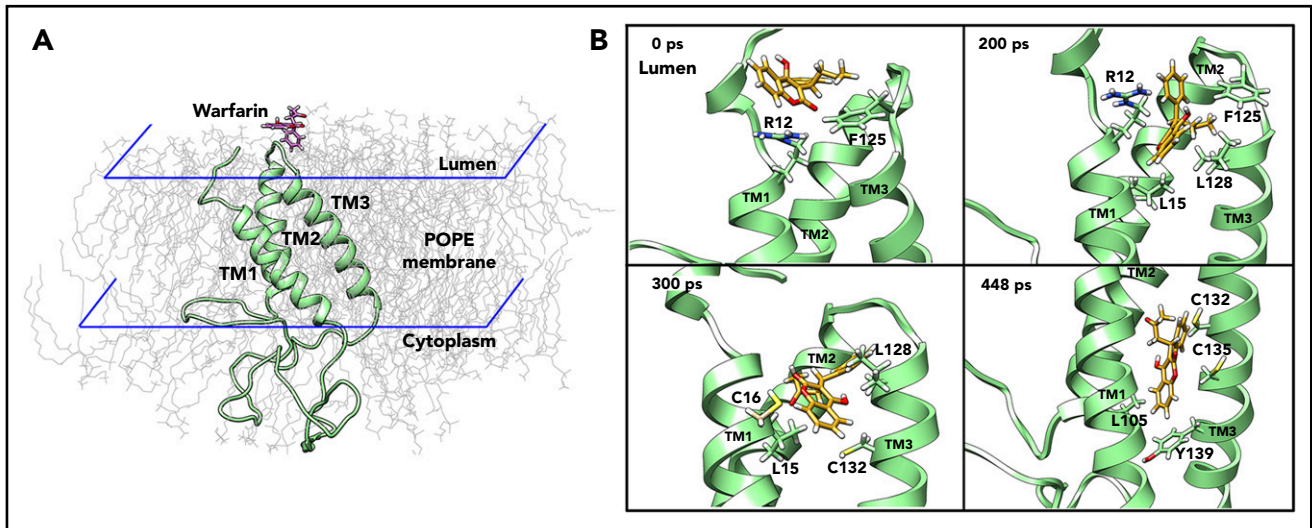 A
Warfarin
Lumen
TM3
TM2
POPE
membrane
TM1
Cytoplasm
B
0 ps
Lumen
R12
F125
TM1
TM3
TM2
200 ps
R12
TM2
F125
L128
L15
TM1
TM3
300 ps
TM2
L128
C16
TM1
TM3
L15
C132
448 ps
TM2
C132
C135
TM1
L105
TM3
Y139